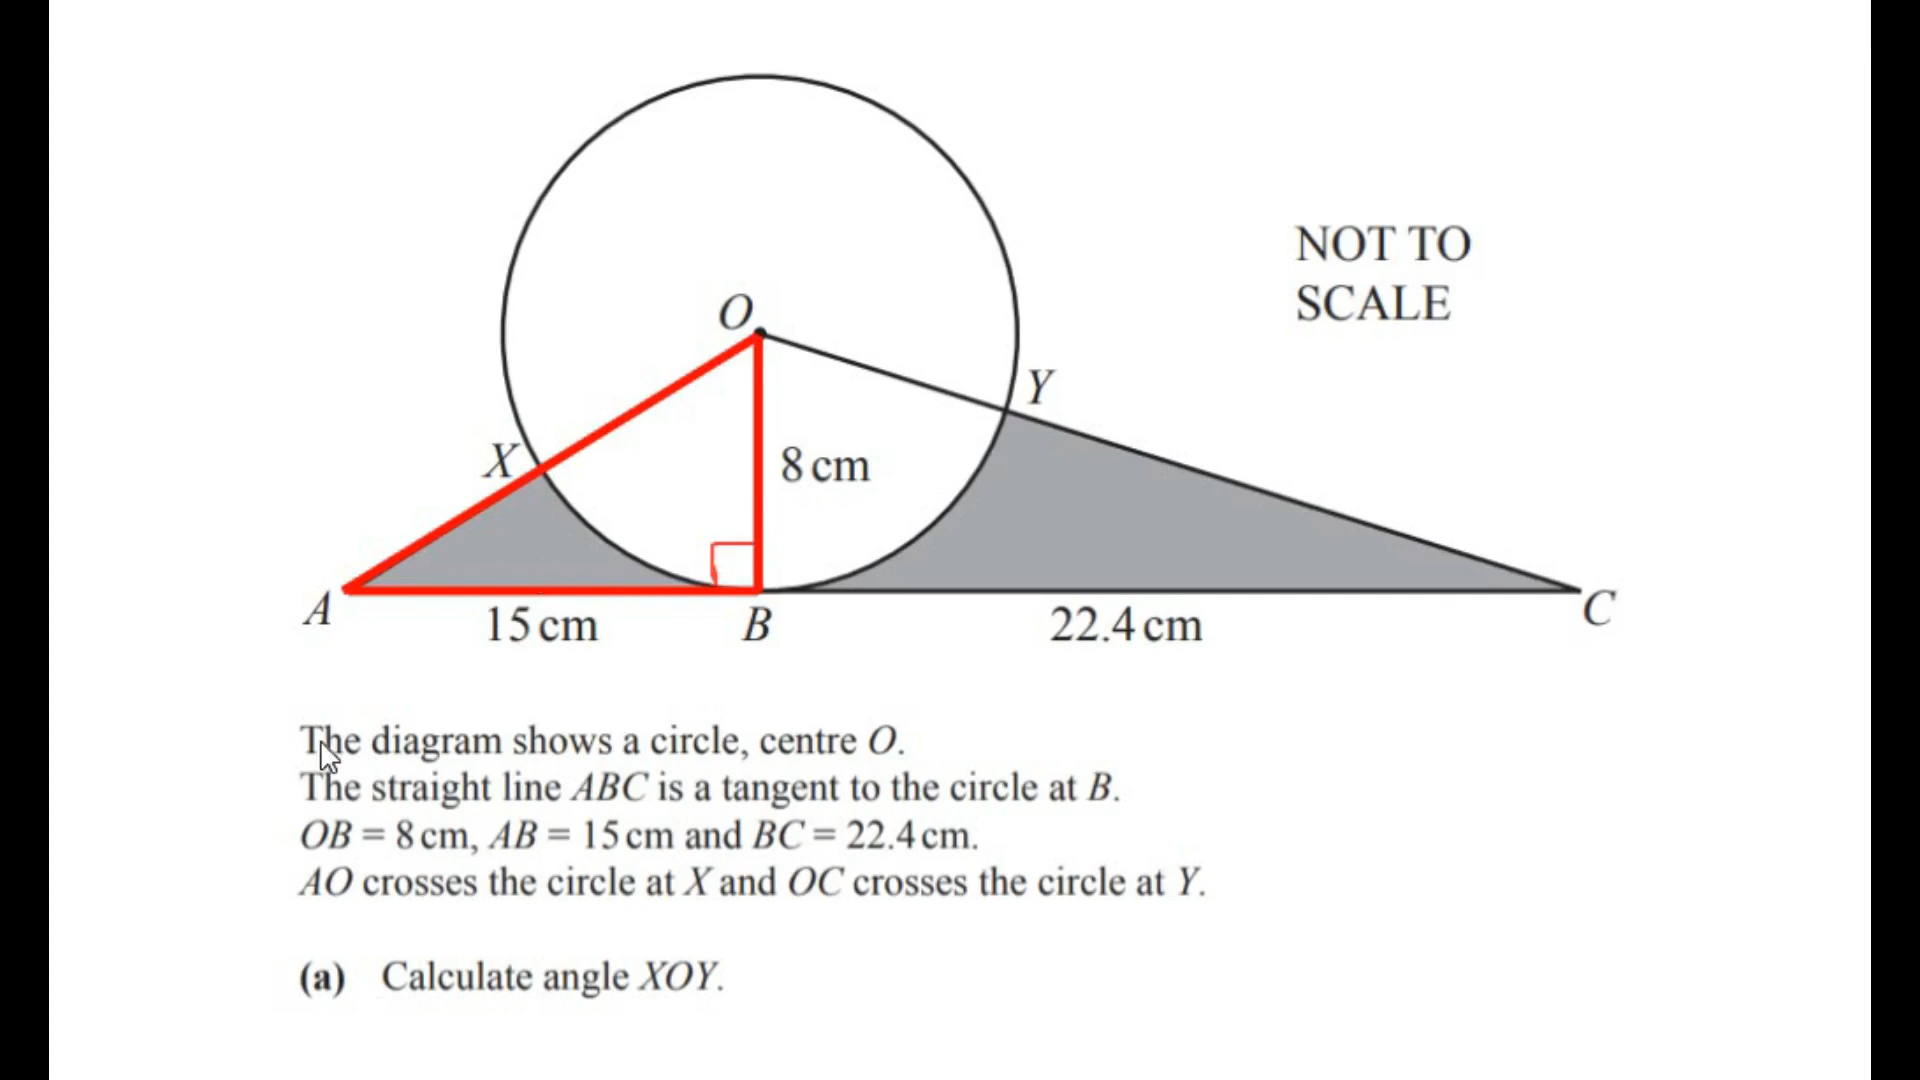 O
NOT TO
SCALE
Y
X
8 cm
A
15 cm
B
22.4 cm
C
The diagram shows a circle, centre O.
The straight line ABC is a tangent to the circle at B.
OB = 8 cm, AB = 15 cm and BC = 22.4 cm.
AO crosses the circle at X and OC crosses the circle at Y.
(a) Calculate angle XOY.